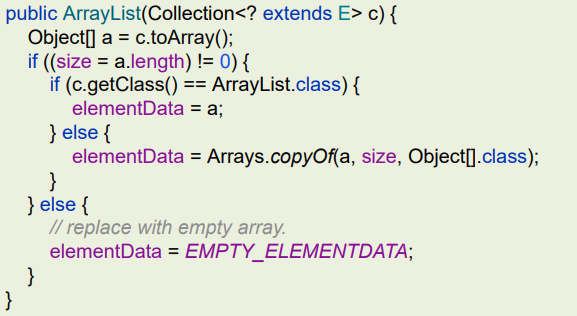 public ArrayList(Collection<? extends E> c) {
    Object[] a = c.toArray();
    if ((size = a.length) != 0) {
        if (c.getClass() == ArrayList.class) {
            elementData = a;
        } else {
            elementData = Arrays.copyOf(a, size, Object[].class);
        }
    } else {
        // replace with empty array.
        elementData = EMPTY_ELEMENTDATA;
    }
}